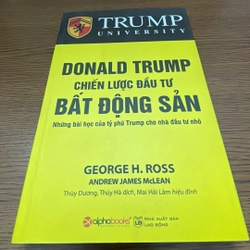 TRUMP
UNIVERSITY
DONALD TRUMP
CHIẾN LƯỢC ĐẦU TƯ
BẤT ĐỘNG SẢN
Những bài học của tỷ phú Trump cho nhà đầu tư nhỏ
GEORGE H. ROSS
ANDREW JAMES McLEAN
Thùy Dương, Thúy Hà dịch, Mai Hải Lâm hiệu đính
alphabooks
NHÀ XUẤT BẢN
LAO ĐỘNG